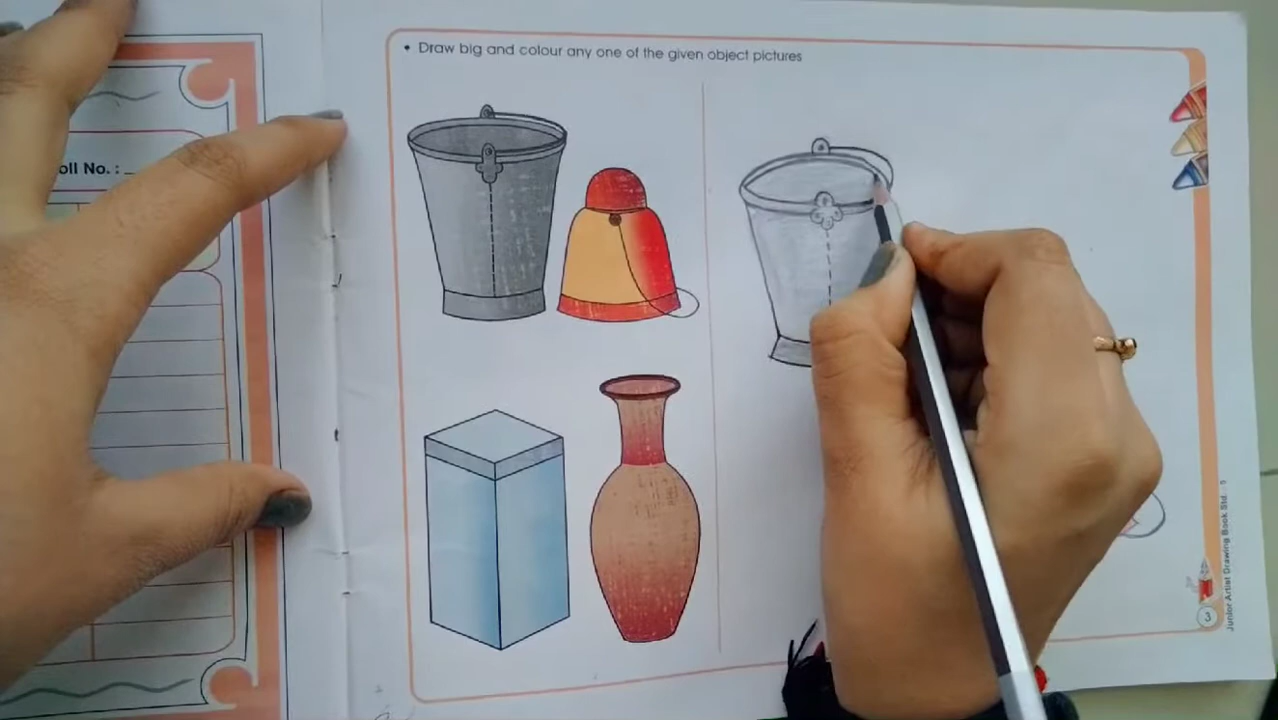 • Draw big and colour any one of the given object pictures
oll No. : _
Junior Artist Drawing Book Std. - 5
3